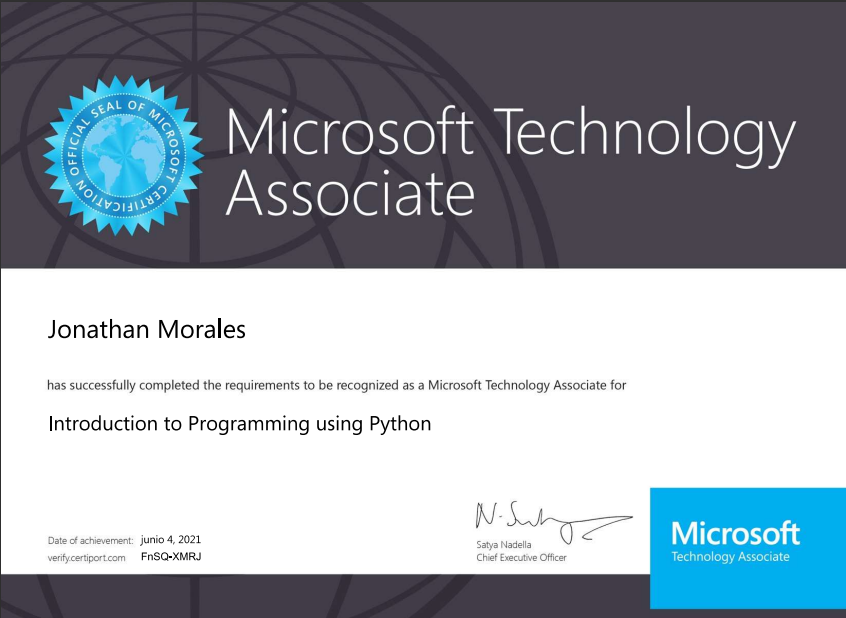 OFFICIAL SEAL OF MICROSOFT CERTIFICATION
Microsoft Technology
Associate
Jonathan Morales
has successfully completed the requirements to be recognized as a Microsoft Technology Associate for
Introduction to Programming using Python
Date of achievement: junio 4, 2021
verify.certiport.com FnSQ-XMRJ
N. Satya
Satya Nadella
Chief Executive Officer
Microsoft
Technology Associate